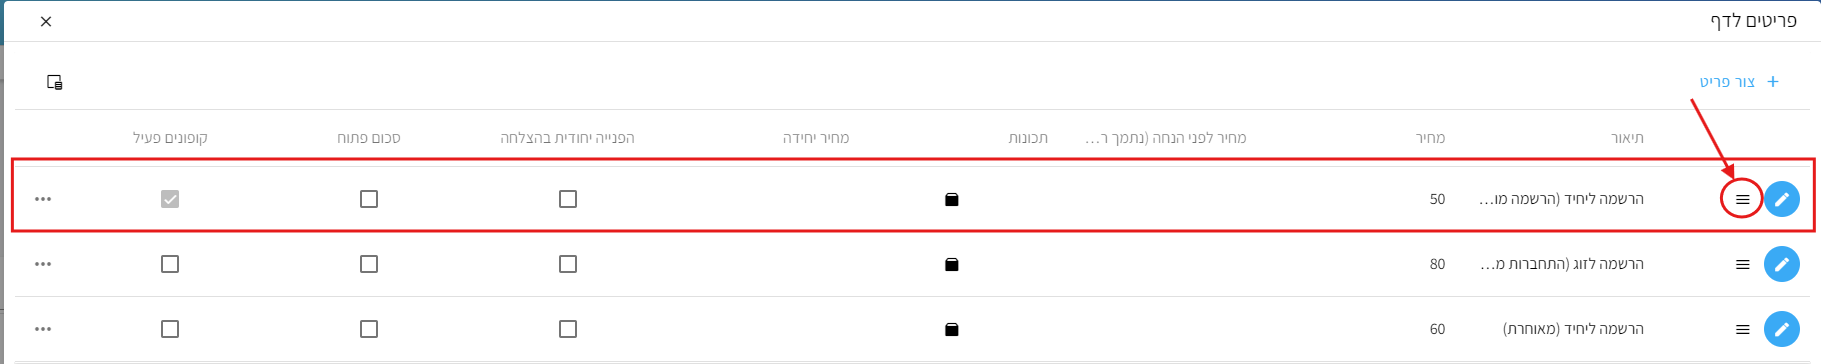 פריטים לדף
צור פריט
תיאור מחיר מחיר לפני הנחה (נתמך ר... תכונות מחיר יחידה הפנייה יחודית בהצלחה סכום פתוח קופונים פעיל
הרשמה ליחיד (הרשמה מו... 50
הרשמה לזוג (התחברות מ... 80
הרשמה ליחיד (מאוחרת) 60